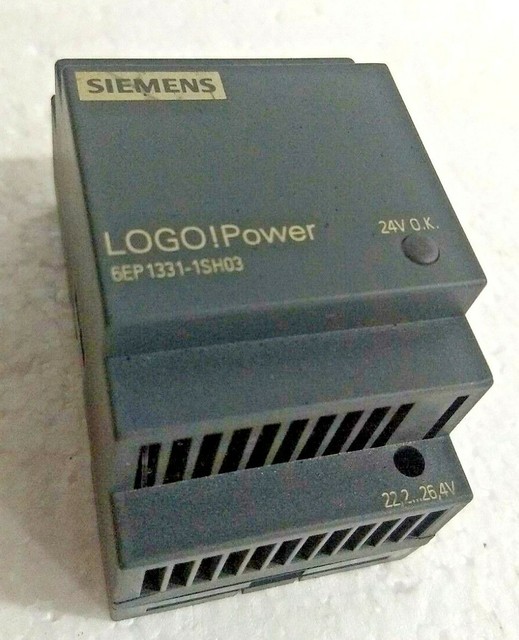 SIEMENS
LOGO!Power
24V O.K.
6EP1331-1SH03
22,2...26,4V